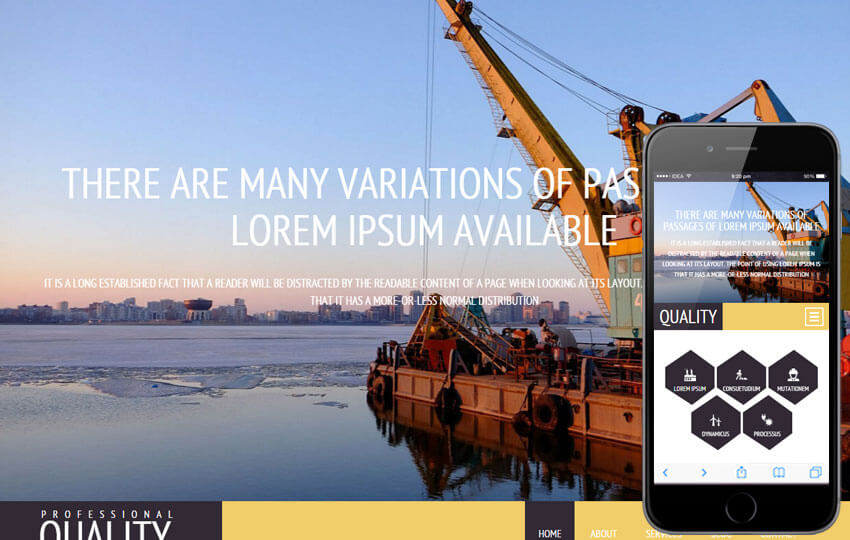 THERE ARE MANY VARIATIONS OF PAS
LOREM IPSUM AVAILABLE
IT IS A LONG ESTABLISHED FACT THAT A READER WILL BE DISTRACTED BY THE READABLE CONTENT OF A PAGE WHEN LOOKING AT ITS LAYOUT.
THAT IT HAS A MORE-OR-LESS NORMAL DISTRIBUTION
PROFESSIONAL
QUALITY
HOME
ABOUT
SERVICES
IDEA
9:20 pm
90%
THERE ARE MANY VARIATIONS OF
PASSAGES OF LOREM IPSUM AVAILABLE
IT IS A LONG ESTABLISHED FACT THAT A READER WILL BE
DISTRACTED BY THE READABLE CONTENT OF A PAGE WHEN
LOOKING AT ITS LAYOUT. THE POINT OF USING LOREM IPSUM IS
THAT IT HAS A MORE-OR-LESS NORMAL DISTRIBUTION
QUALITY
LOREM IPSUM
CONSUETUDIUM
MUTATIONEM
DYNAMICUS
PROCESSUS